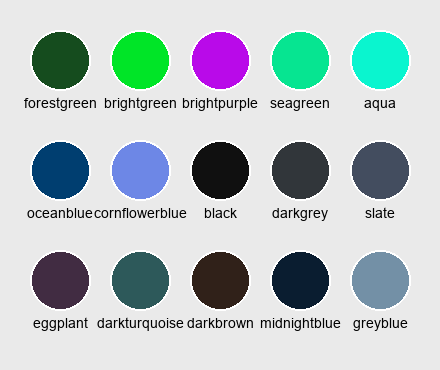 forestgreen brightgreen brightpurple seagreen aqua
oceanblue cornflowerblue black darkgrey slate
eggplant darkturquoise darkbrown midnightblue greyblue